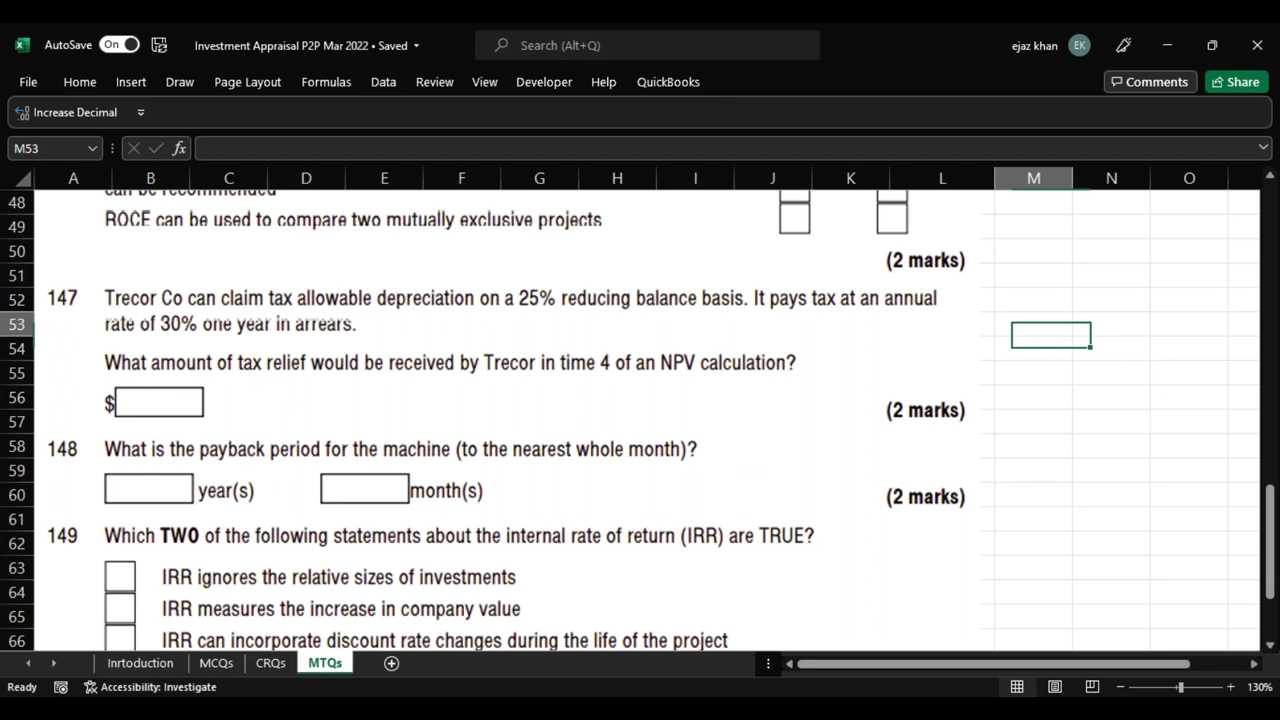 AutoSave On Investment Appraisal P2P Mar 2022 • Saved Search (Alt+Q) ejaz khan EK
File Home Insert Draw Page Layout Formulas Data Review View Developer Help QuickBooks Comments Share
Increase Decimal
M53 fx
A B C D E F G H I J K L M N O
48 can be recommended
49 ROCE can be used to compare two mutually exclusive projects
50
51 (2 marks)
52 147 Trecor Co can claim tax allowable depreciation on a 25% reducing balance basis. It pays tax at an annual
53 rate of 30% one year in arrears.
54
55 What amount of tax relief would be received by Trecor in time 4 of an NPV calculation?
56 $
57 (2 marks)
58 148 What is the payback period for the machine (to the nearest whole month)?
59
60 year(s) month(s) (2 marks)
61
62 149 Which TWO of the following statements about the internal rate of return (IRR) are TRUE?
63 IRR ignores the relative sizes of investments
64
65 IRR measures the increase in company value
66 IRR can incorporate discount rate changes during the life of the project
Inrtoduction MCQs CRQs MTQs
Ready Accessibility: Investigate 130%